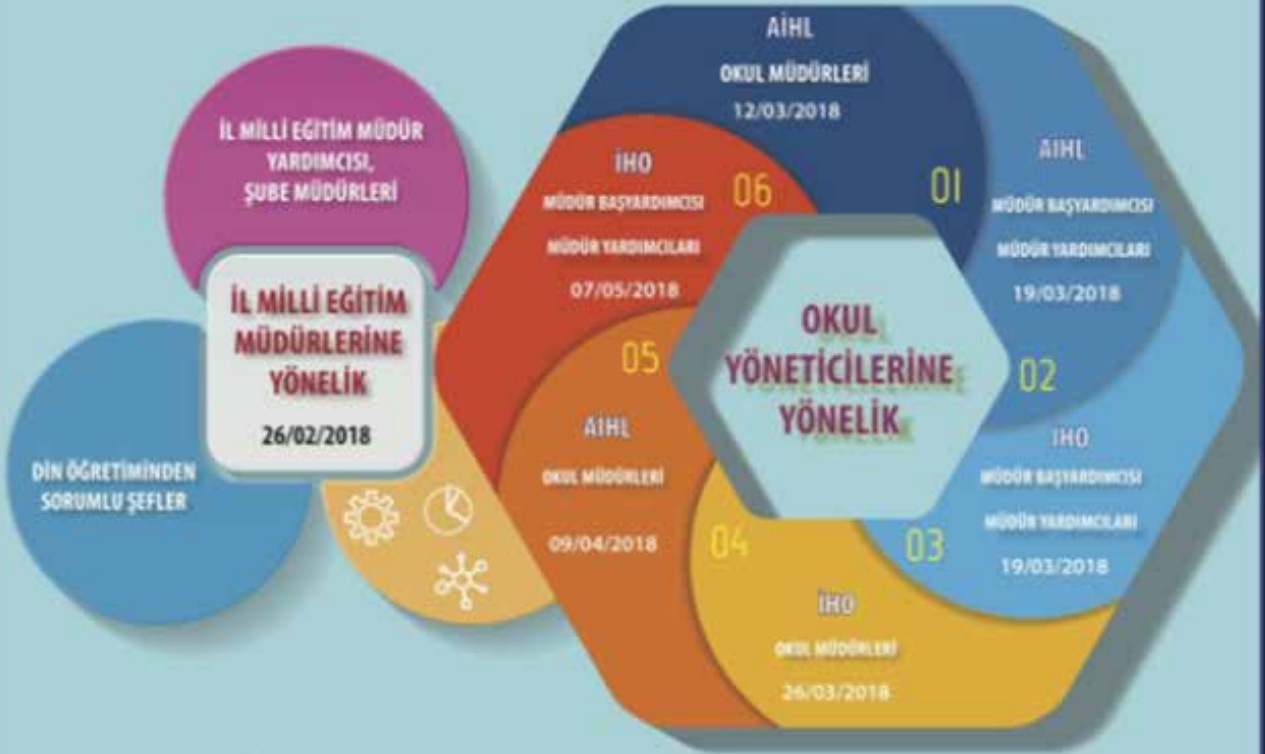 İL MİLLİ EĞİTİM MÜDÜR
YARDIMCISI,
ŞUBE MÜDÜRLERİ
İL MİLLİ EĞİTİM
MÜDÜRLERİNE
YÖNELİK
26/02/2018
DİN ÖĞRETİMİNDEN
SORUMLU ŞEFLER
OKUL
YÖNETİCİLERİNE
YÖNELİK
AİHL
OKUL MÜDÜRLERİ
12/03/2018
01
AIHL
MÜDÜR BAŞYARDIMCISI
MÜDÜR YARDIMCILARI
19/03/2018
02
IHO
MÜDÜR BAŞYARDIMCISI
MÜDÜR YARDIMCILARI
19/03/2018
03
İHO
OKUL MÜDÜRLERİ
26/03/2018
04
AİHL
OKUL MÜDÜRLERİ
09/04/2018
05
İHO
MÜDÜR BAŞYARDIMCISI
MÜDÜR YARDIMCILARI
07/05/2018
06